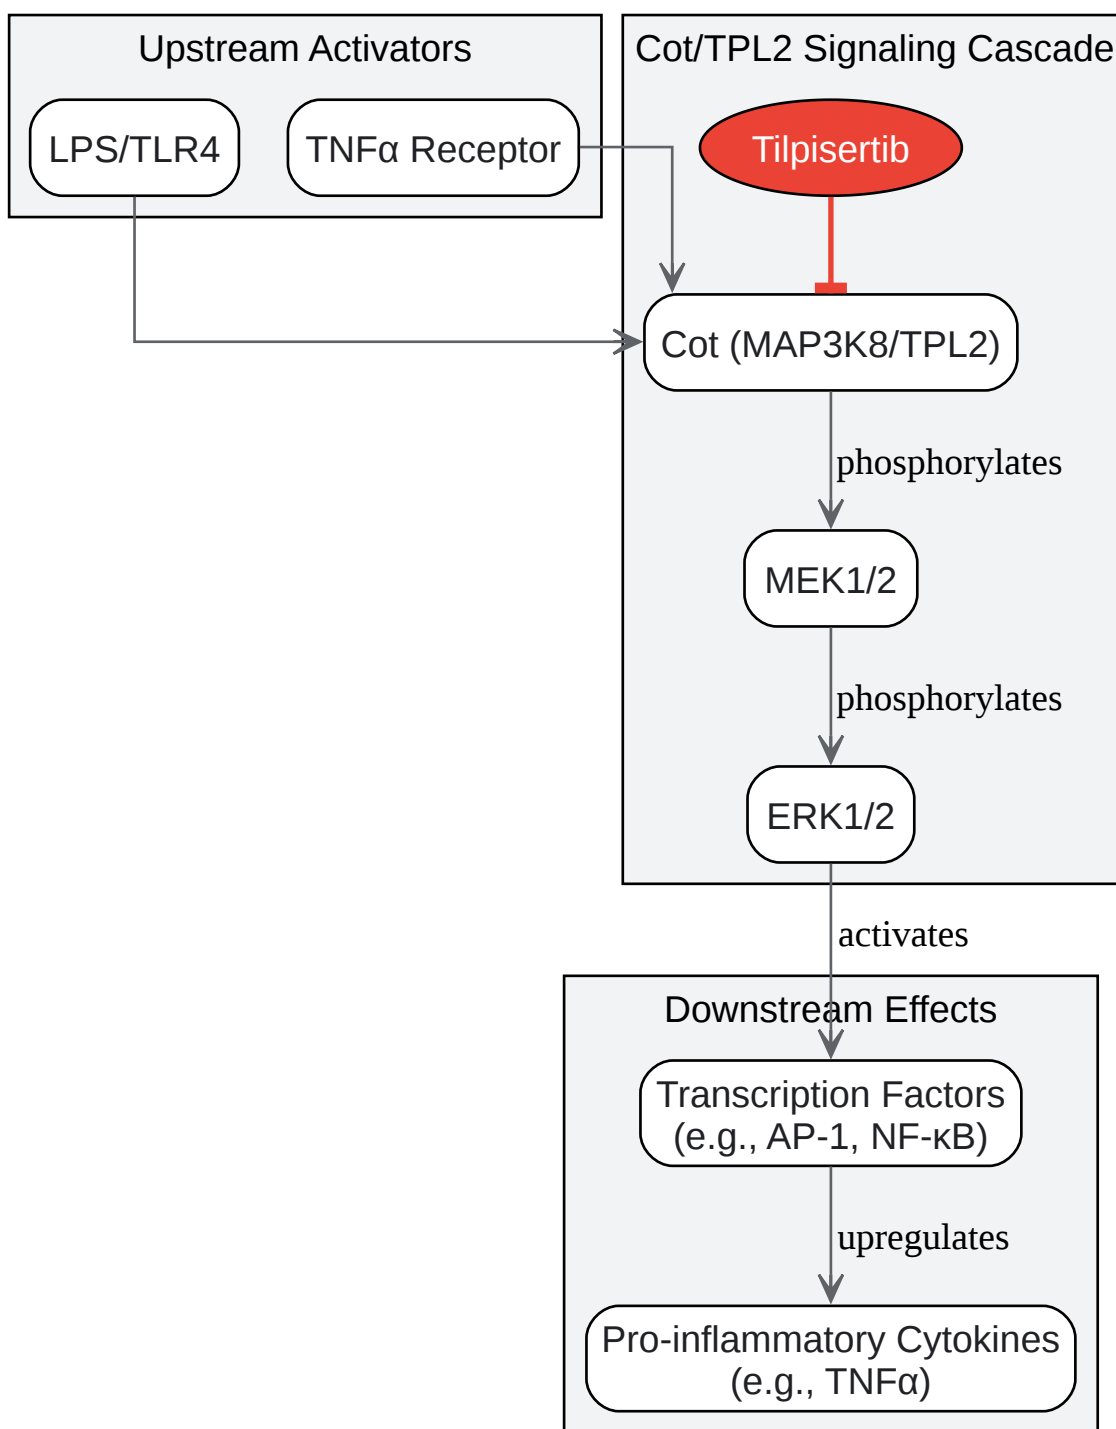 Upstream Activators
LPS/TLR4
TNFα Receptor
Cot/TPL2 Signaling Cascade
Tilpisertib
Cot (MAP3K8/TPL2)
phosphorylates
MEK1/2
phosphorylates
ERK1/2
activates
Downstream Effects
Transcription Factors
(e.g., AP-1, NF-κB)
upregulates
Pro-inflammatory Cytokines
(e.g., TNFα)